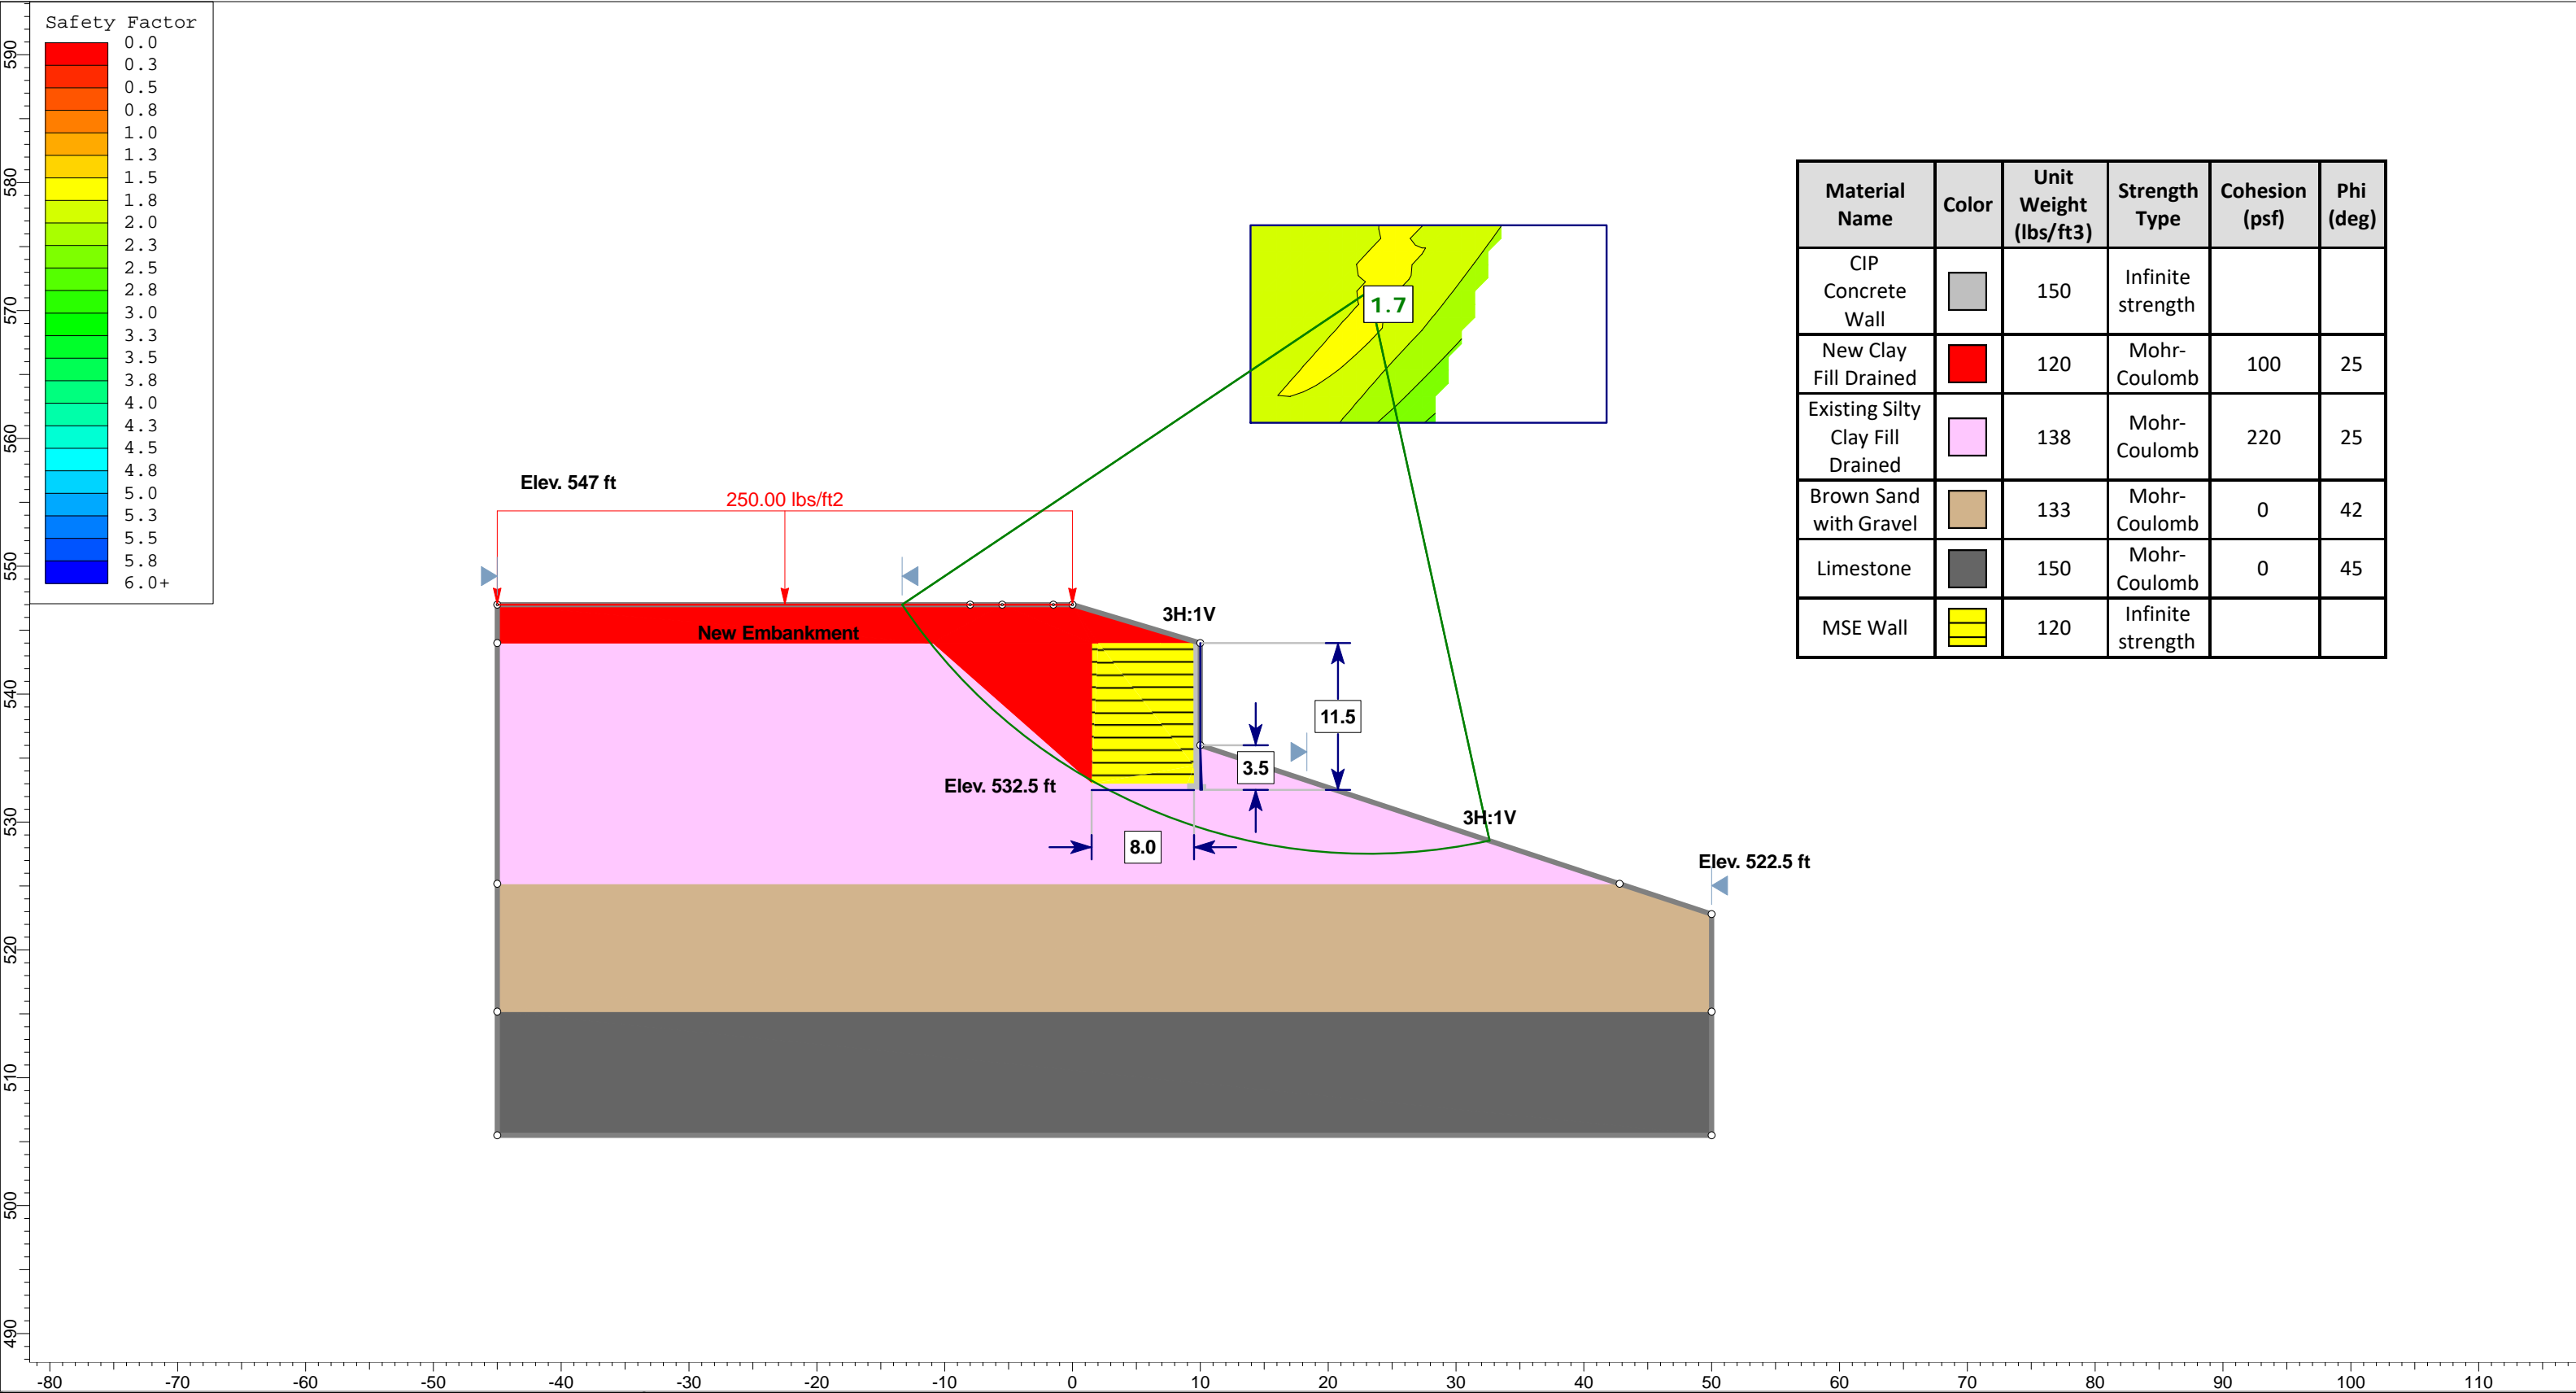 Safety Factor
0.0
0.3
0.5
0.8
1.0
1.3
1.5
1.8
2.0
2.3
2.5
2.8
3.0
3.3
3.5
3.8
4.0
4.3
4.5
4.8
5.0
5.3
5.5
5.8
6.0+
590
580
570
560
550
540
530
520
510
500
490
-80 -70 -60 -50 -40 -30 -20 -10 0 10 20 30 40 50 60 70 80 90 100 110
1.7
Elev. 547 ft
250.00 lbs/ft2
3H:1V
New Embankment
11.5
3.5
Elev. 532.5 ft
8.0
3H:1V
Elev. 522.5 ft
Material Name Color Unit Weight (lbs/ft3) Strength Type Cohesion (psf) Phi (deg)
CIP Concrete Wall 150 Infinite strength
New Clay Fill Drained 120 Mohr-Coulomb 100 25
Existing Silty Clay Fill Drained 138 Mohr-Coulomb 220 25
Brown Sand with Gravel 133 Mohr-Coulomb 0 42
Limestone 150 Mohr-Coulomb 0 45
MSE Wall 120 Infinite strength